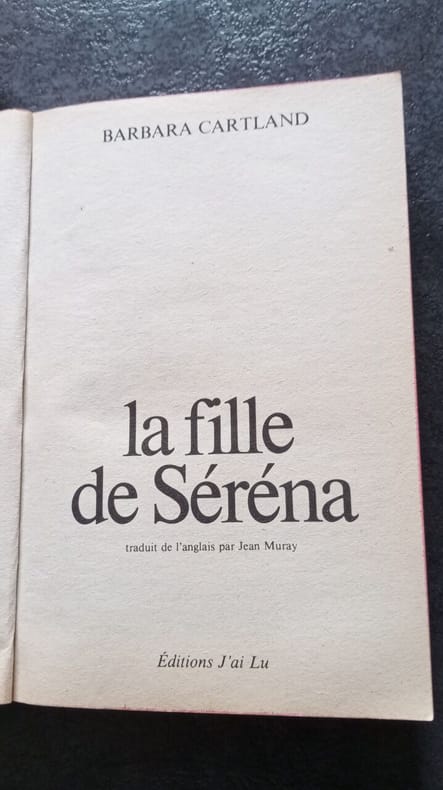 BARBARA CARTLAND
la fille
de Séréna
traduit de l'anglais par Jean Muray
Éditions J'ai Lu